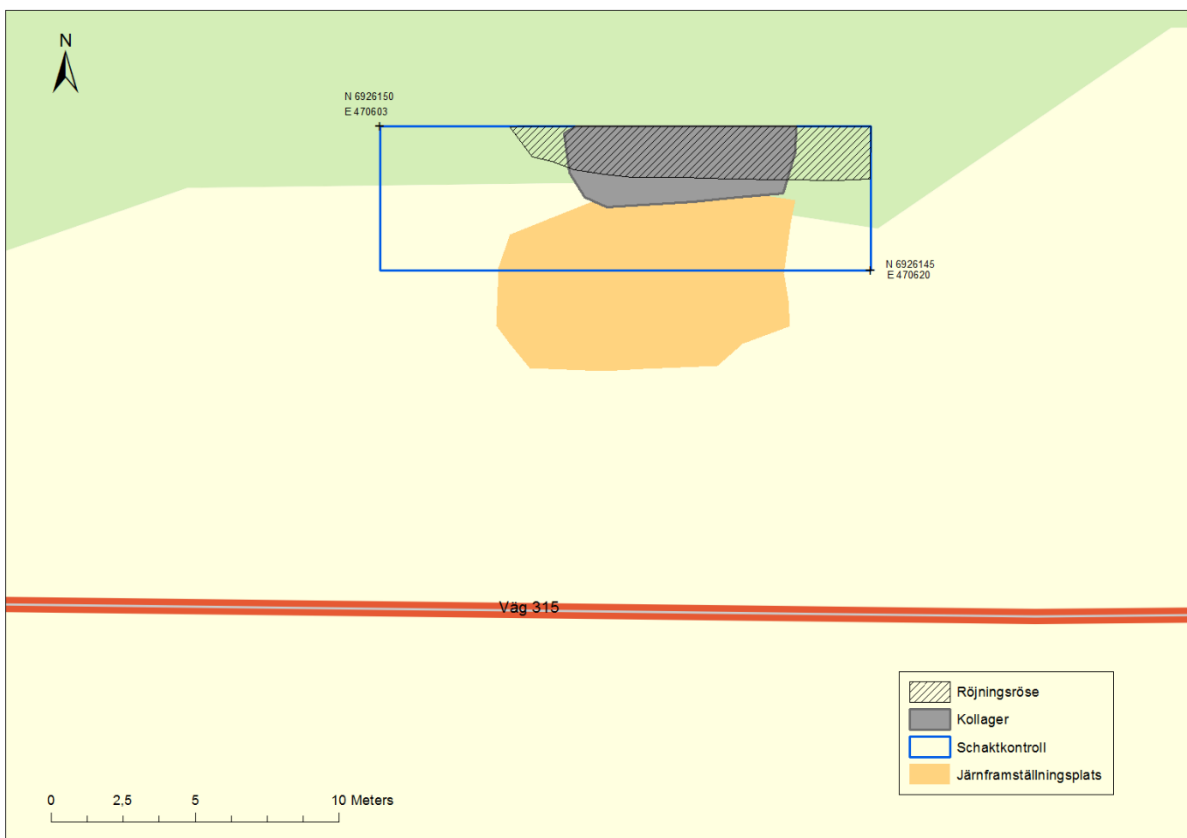 N
N 6926150
E 470603
N 6926145
E 470620
Väg 315
Röjningsröse
Kollager
Schaktkontroll
Järnframställningsplats
0 2,5 5 10 Meters